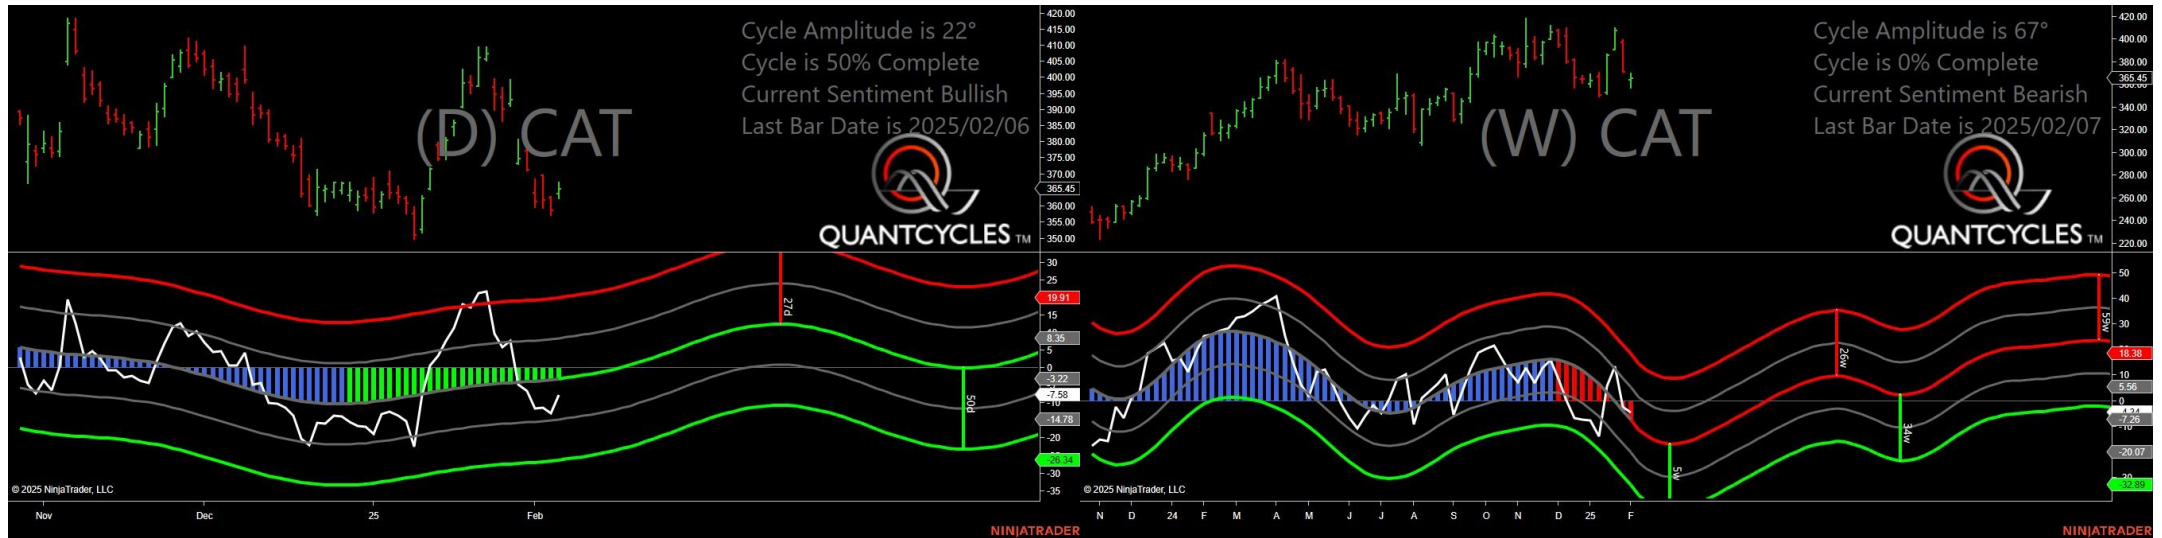 Cycle Amplitude is 22°
Cycle is 50% Complete
Current Sentiment Bullish
Last Bar Date is 2025/02/06
(D) CAT
QUANTCYCLES TM
420.00
415.00
410.00
405.00
400.00
395.00
390.00
385.00
380.00
375.00
370.00
365.45
360.00
355.00
350.00
30
25
19.91
15
8.35
5
0
-3.22
-7.58
-10
-14.78
-20
-26.34
-30
-35
27d
50d
© 2025 NinjaTrader, LLC
Nov
Dec
25
Feb
NINJATRADER
Cycle Amplitude is 67°
Cycle is 0% Complete
Current Sentiment Bearish
Last Bar Date is 2025/02/07
(W) CAT
QUANTCYCLES TM
420.00
400.00
380.00
365.45
340.00
320.00
300.00
280.00
260.00
240.00
220.00
50
40
30
18.38
10
5.56
0
-7.26
-20.07
-32.89
5w
26w
34w
59w
© 2025 NinjaTrader, LLC
N D 24 F M A M J J A S O N D 25 F
NINJATRADER